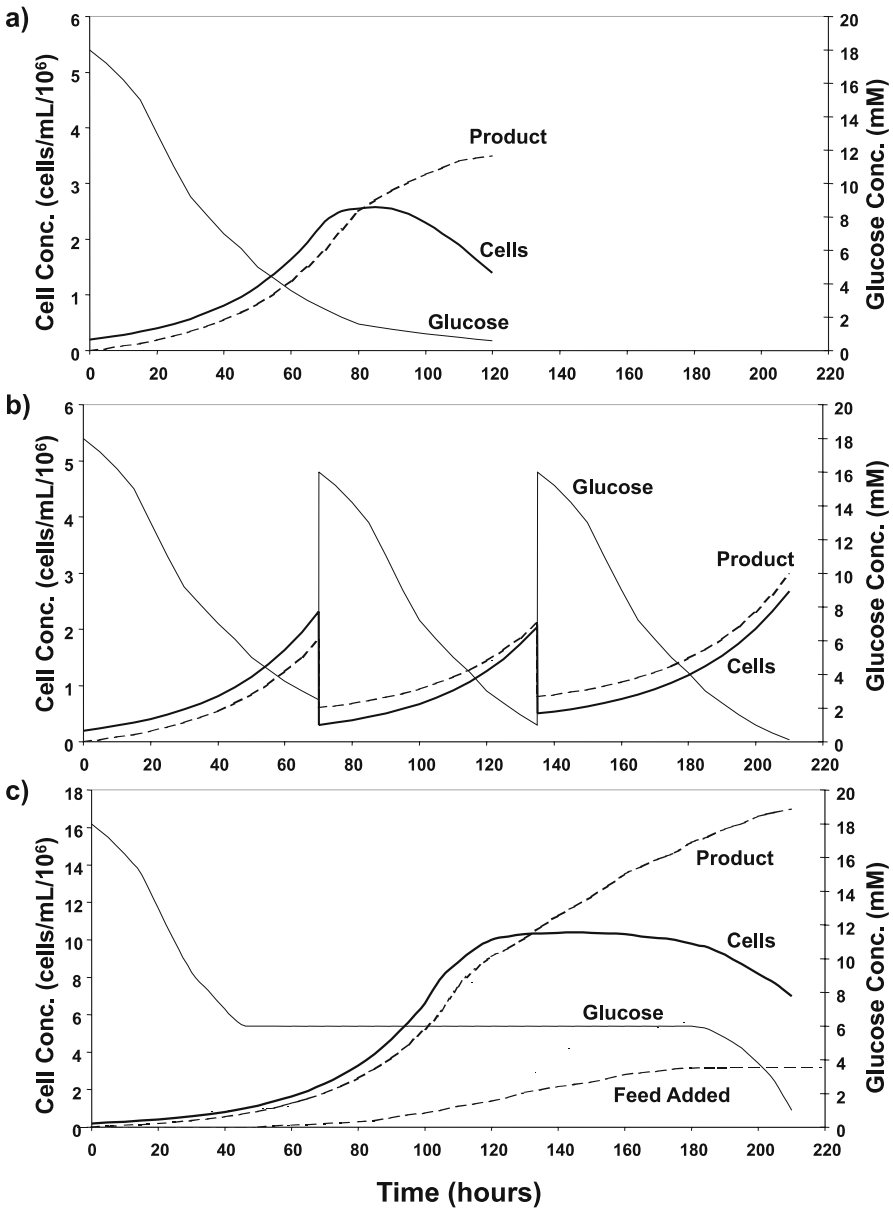 a)
Cell Conc. (cells/mL/10⁶)
6
5
4
3
2
1
0
Product
Cells
Glucose
20
18
16
14
12
10
8
6
4
2
0
Glucose Conc. (mM)
0 20 40 60 80 100 120 140 160 180 200 220
b)
Cell Conc. (cells/mL/10⁶)
6
5
4
3
2
1
0
Glucose
Product
Cells
20
18
16
14
12
10
8
6
4
2
0
Glucose Conc. (mM)
0 20 40 60 80 100 120 140 160 180 200 220
c)
Cell Conc. (cells/mL/10⁶)
18
16
14
12
10
8
6
4
2
0
Product
Cells
Glucose
Feed Added
20
18
16
14
12
10
8
6
4
2
0
Glucose Conc. (mM)
0 20 40 60 80 100 120 140 160 180 200 220
Time (hours)